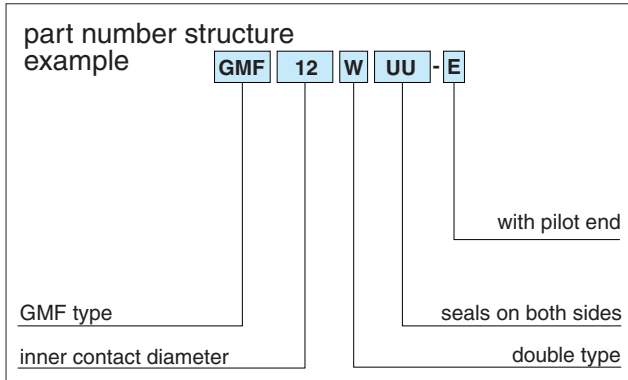 part number structure
example GMF 12 W UU - E
with pilot end
GMF type seals on both sides
inner contact diameter double type